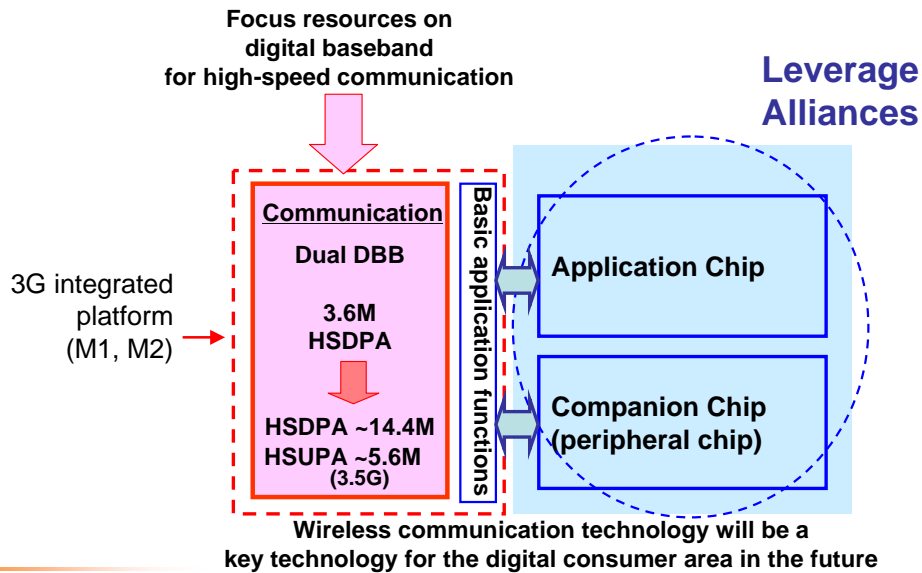 Focus resources on
digital baseband
for high-speed communication
Leverage
Alliances
3G integrated
platform
(M1, M2)
Communication
Dual DBB
3.6M
HSDPA
HSDPA ~14.4M
HSUPA ~5.6M
(3.5G)
Basic application functions
Application Chip
Companion Chip
(peripheral chip)
Wireless communication technology will be a
key technology for the digital consumer area in the future